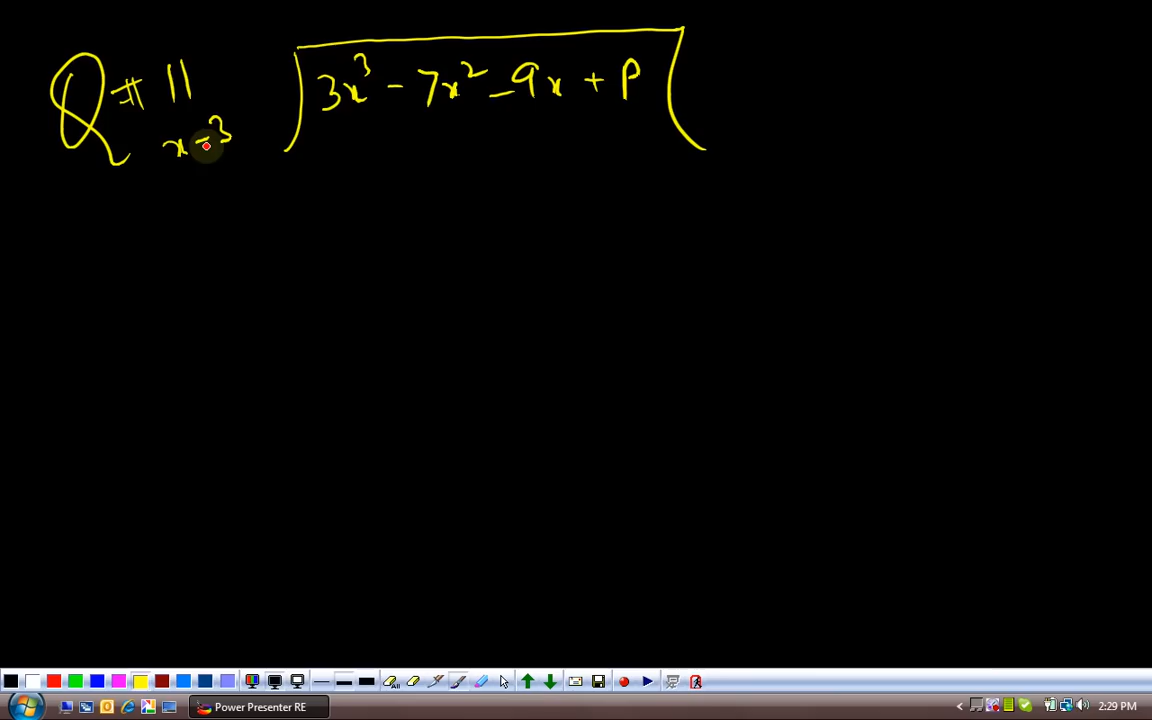 Q # 11
x - 3 ) 3x³ - 7x² - 9x + P (
Power Presenter RE
2:29 PM